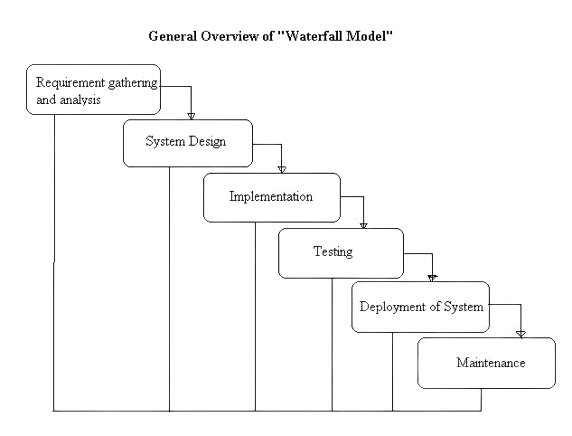 General Overview of "Waterfall Model"
Requirement gathering
and analysis
System Design
Implementation
Testing
Deployment of System
Maintenance